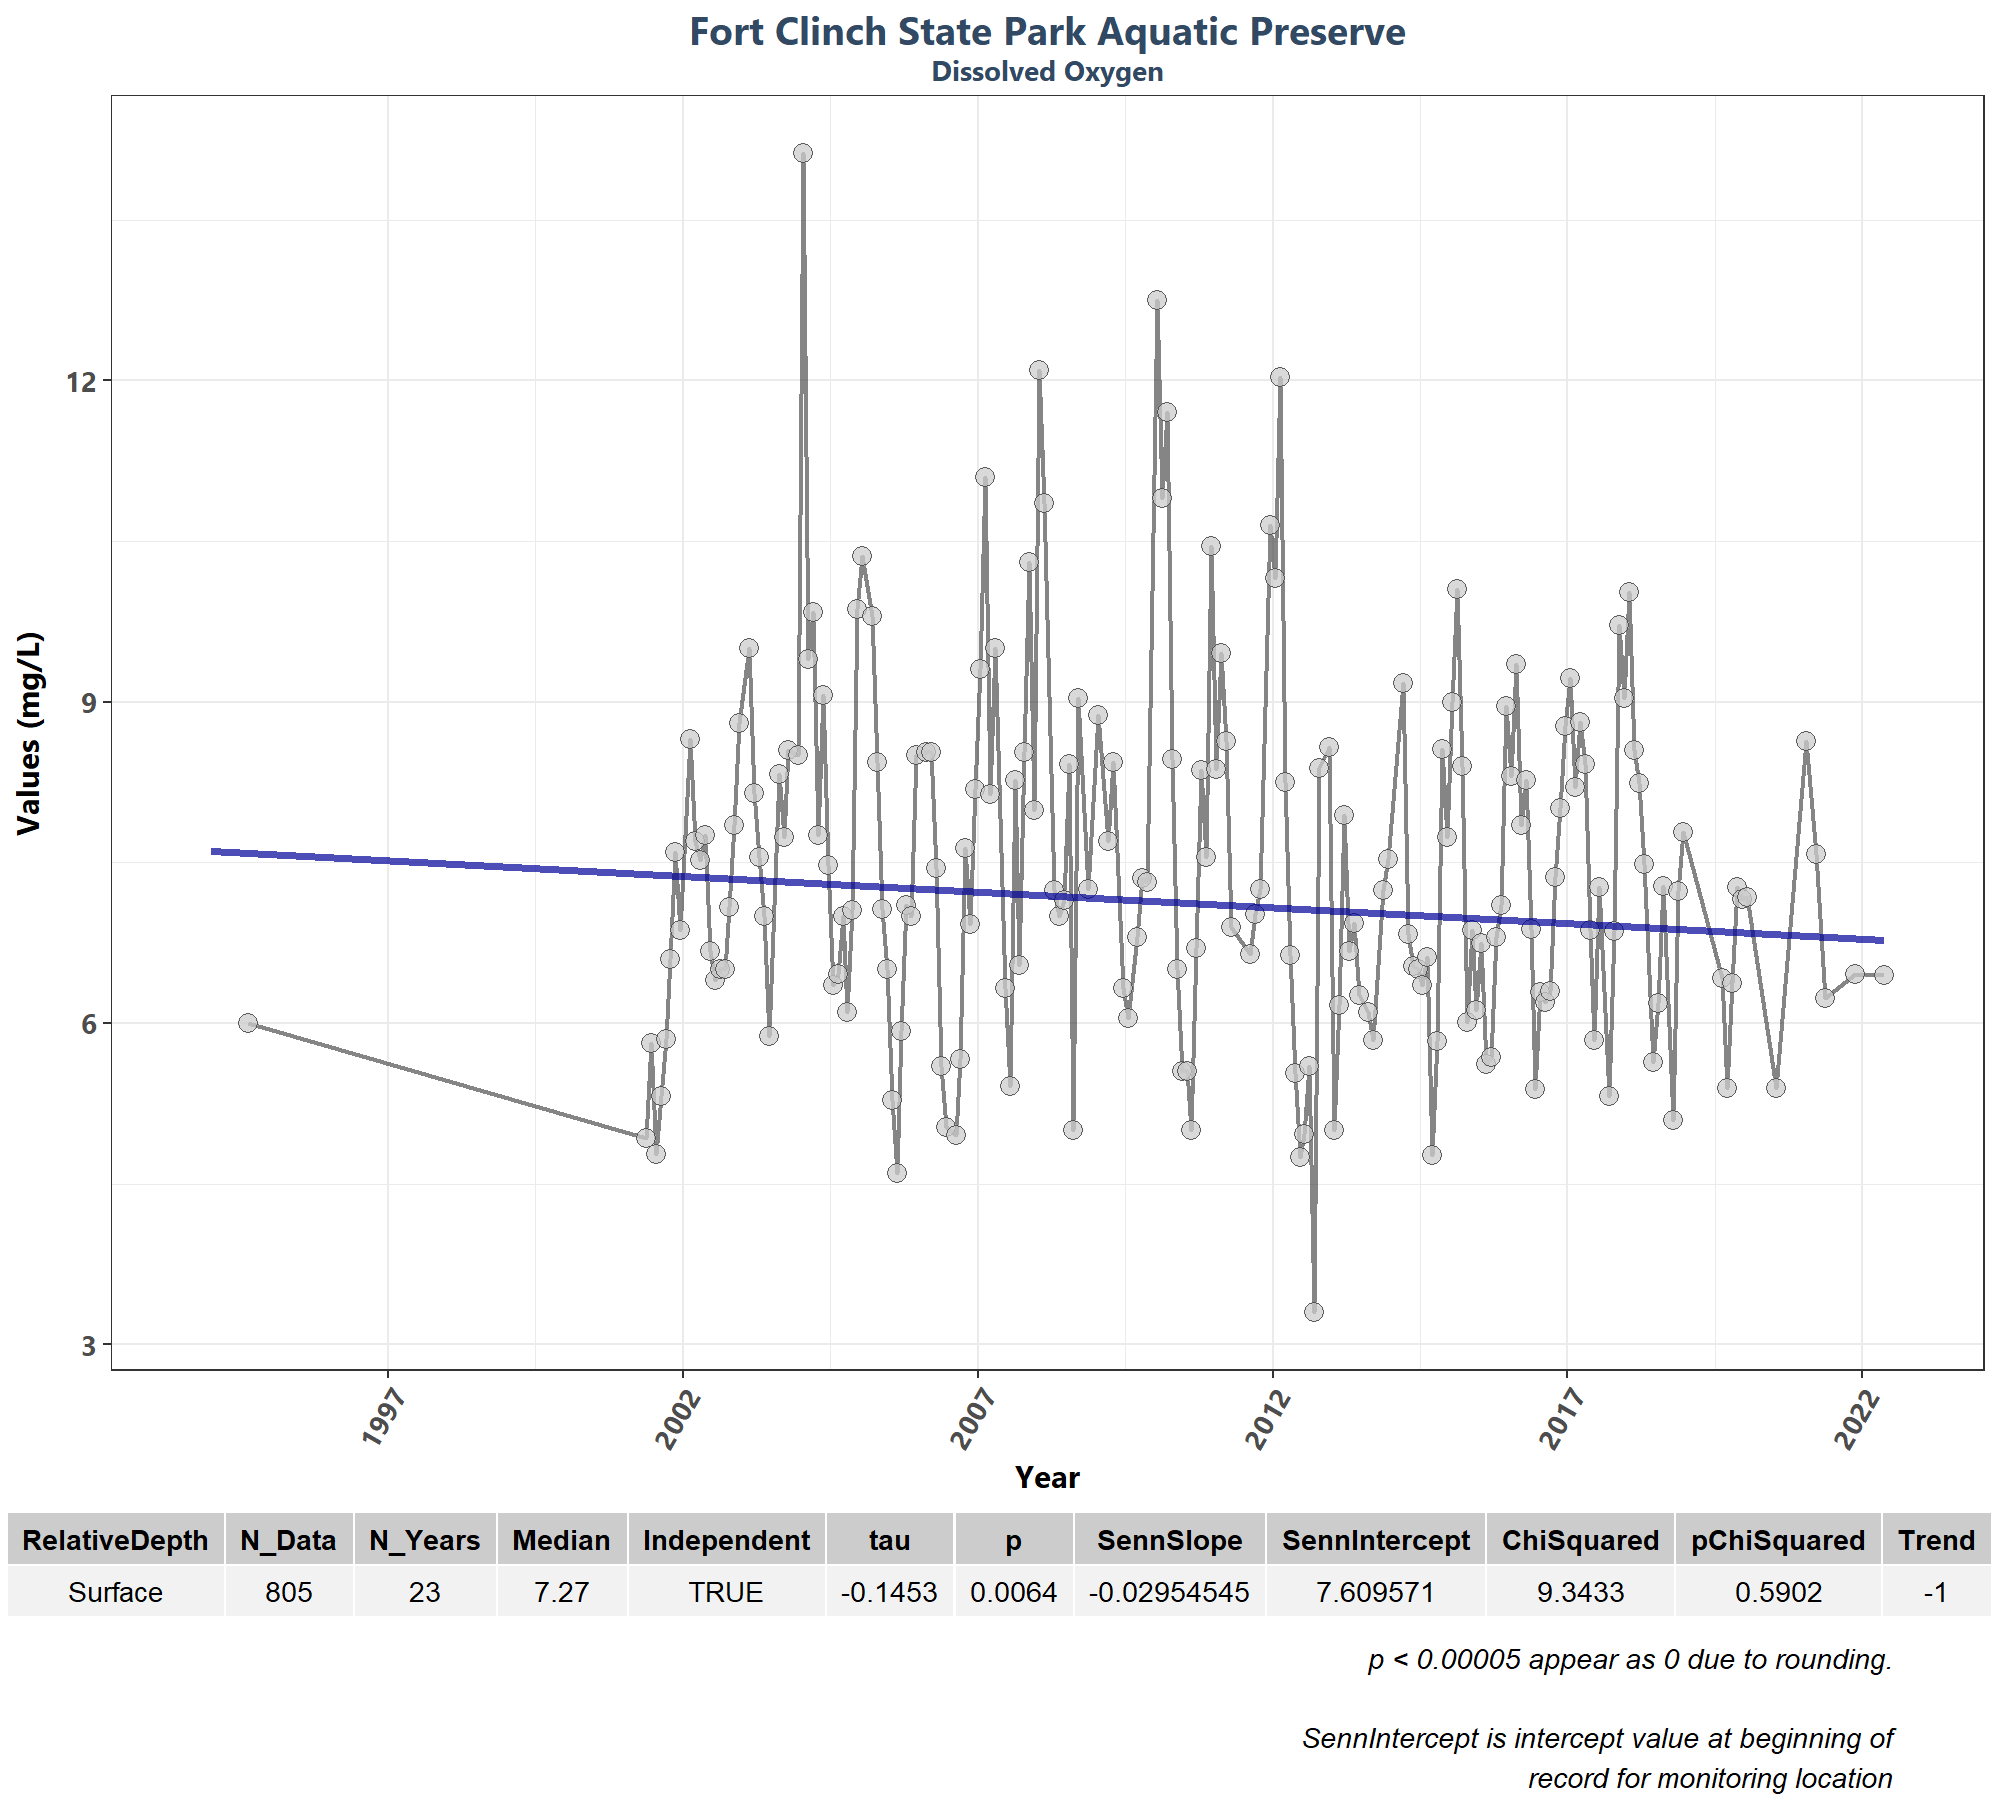 Fort Clinch State Park Aquatic Preserve
Dissolved Oxygen
Values (mg/L)
12
9
6
3
1997
2002
2007
2012
2017
2022
Year
RelativeDepth N_Data N_Years Median Independent tau p SennSlope SennIntercept ChiSquared pChiSquared Trend
Surface 805 23 7.27 TRUE -0.1453 0.0064 -0.02954545 7.609571 9.3433 0.5902 -1
p < 0.00005 appear as 0 due to rounding.
SennIntercept is intercept value at beginning of
record for monitoring location